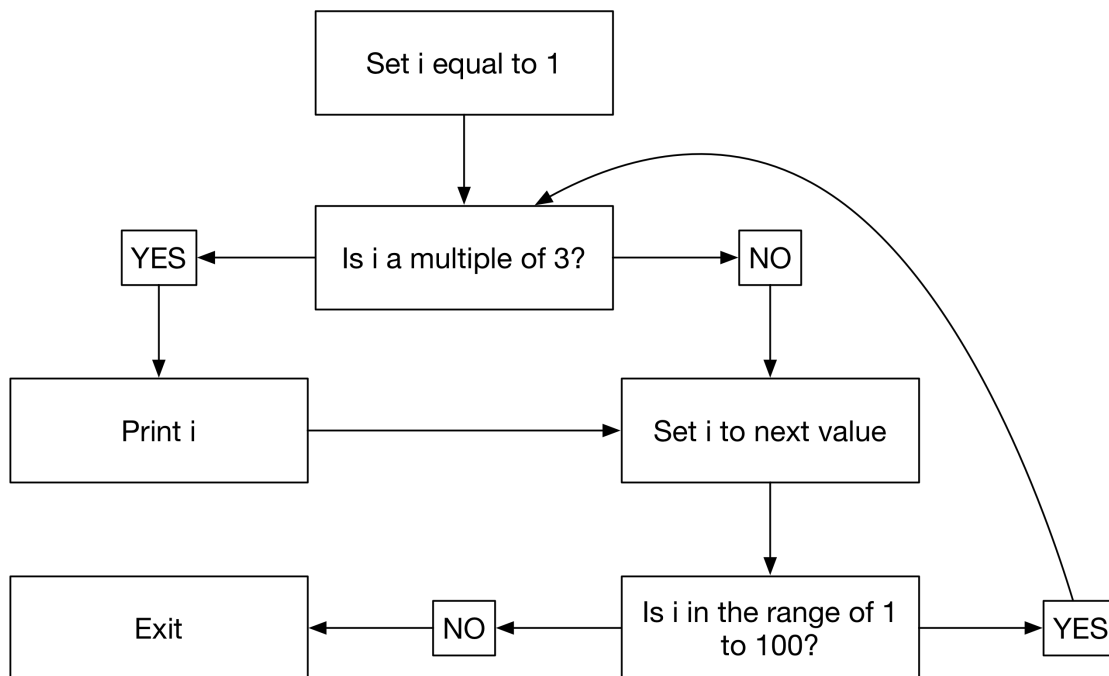 Set i equal to 1
YES
Is i a multiple of 3?
NO
Print i
Set i to next value
Exit
NO
Is i in the range of 1
to 100?
YES